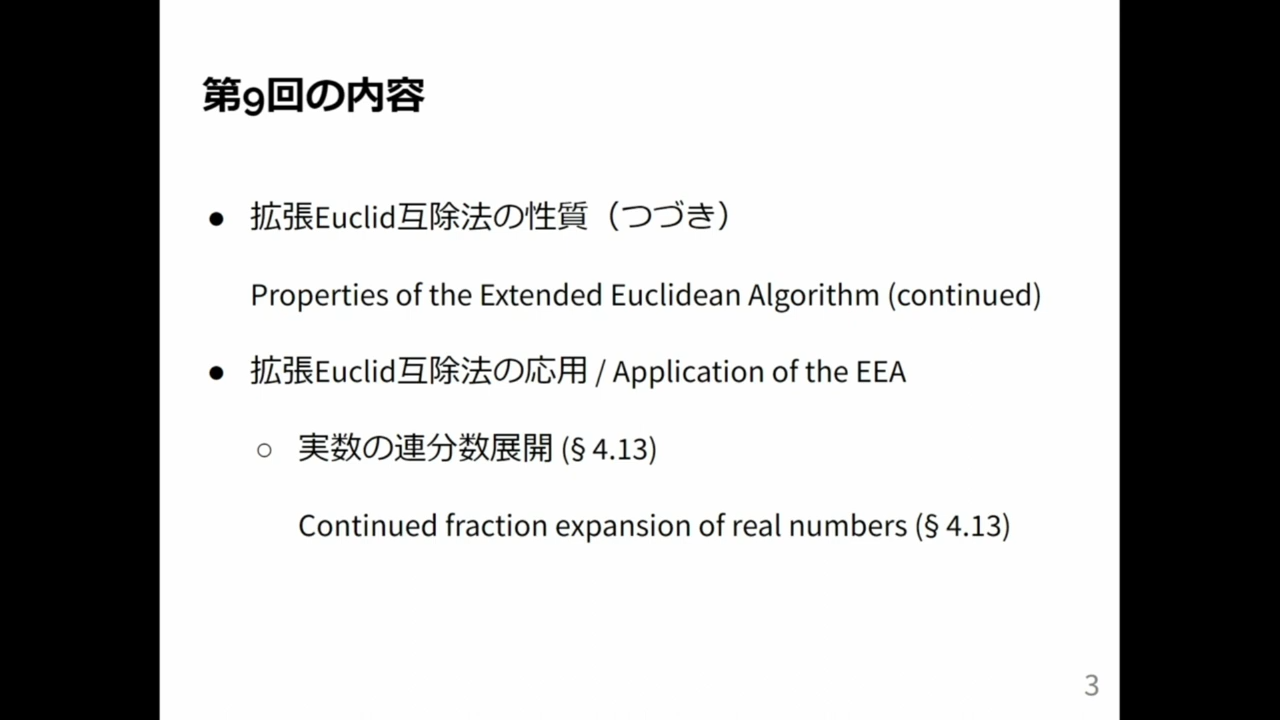 第9回の内容
● 拡張Euclid互除法の性質（つづき）
Properties of the Extended Euclidean Algorithm (continued)
● 拡張Euclid互除法の応用 / Application of the EEA
○ 実数の連分数展開 (§ 4.13)
Continued fraction expansion of real numbers (§ 4.13)
3